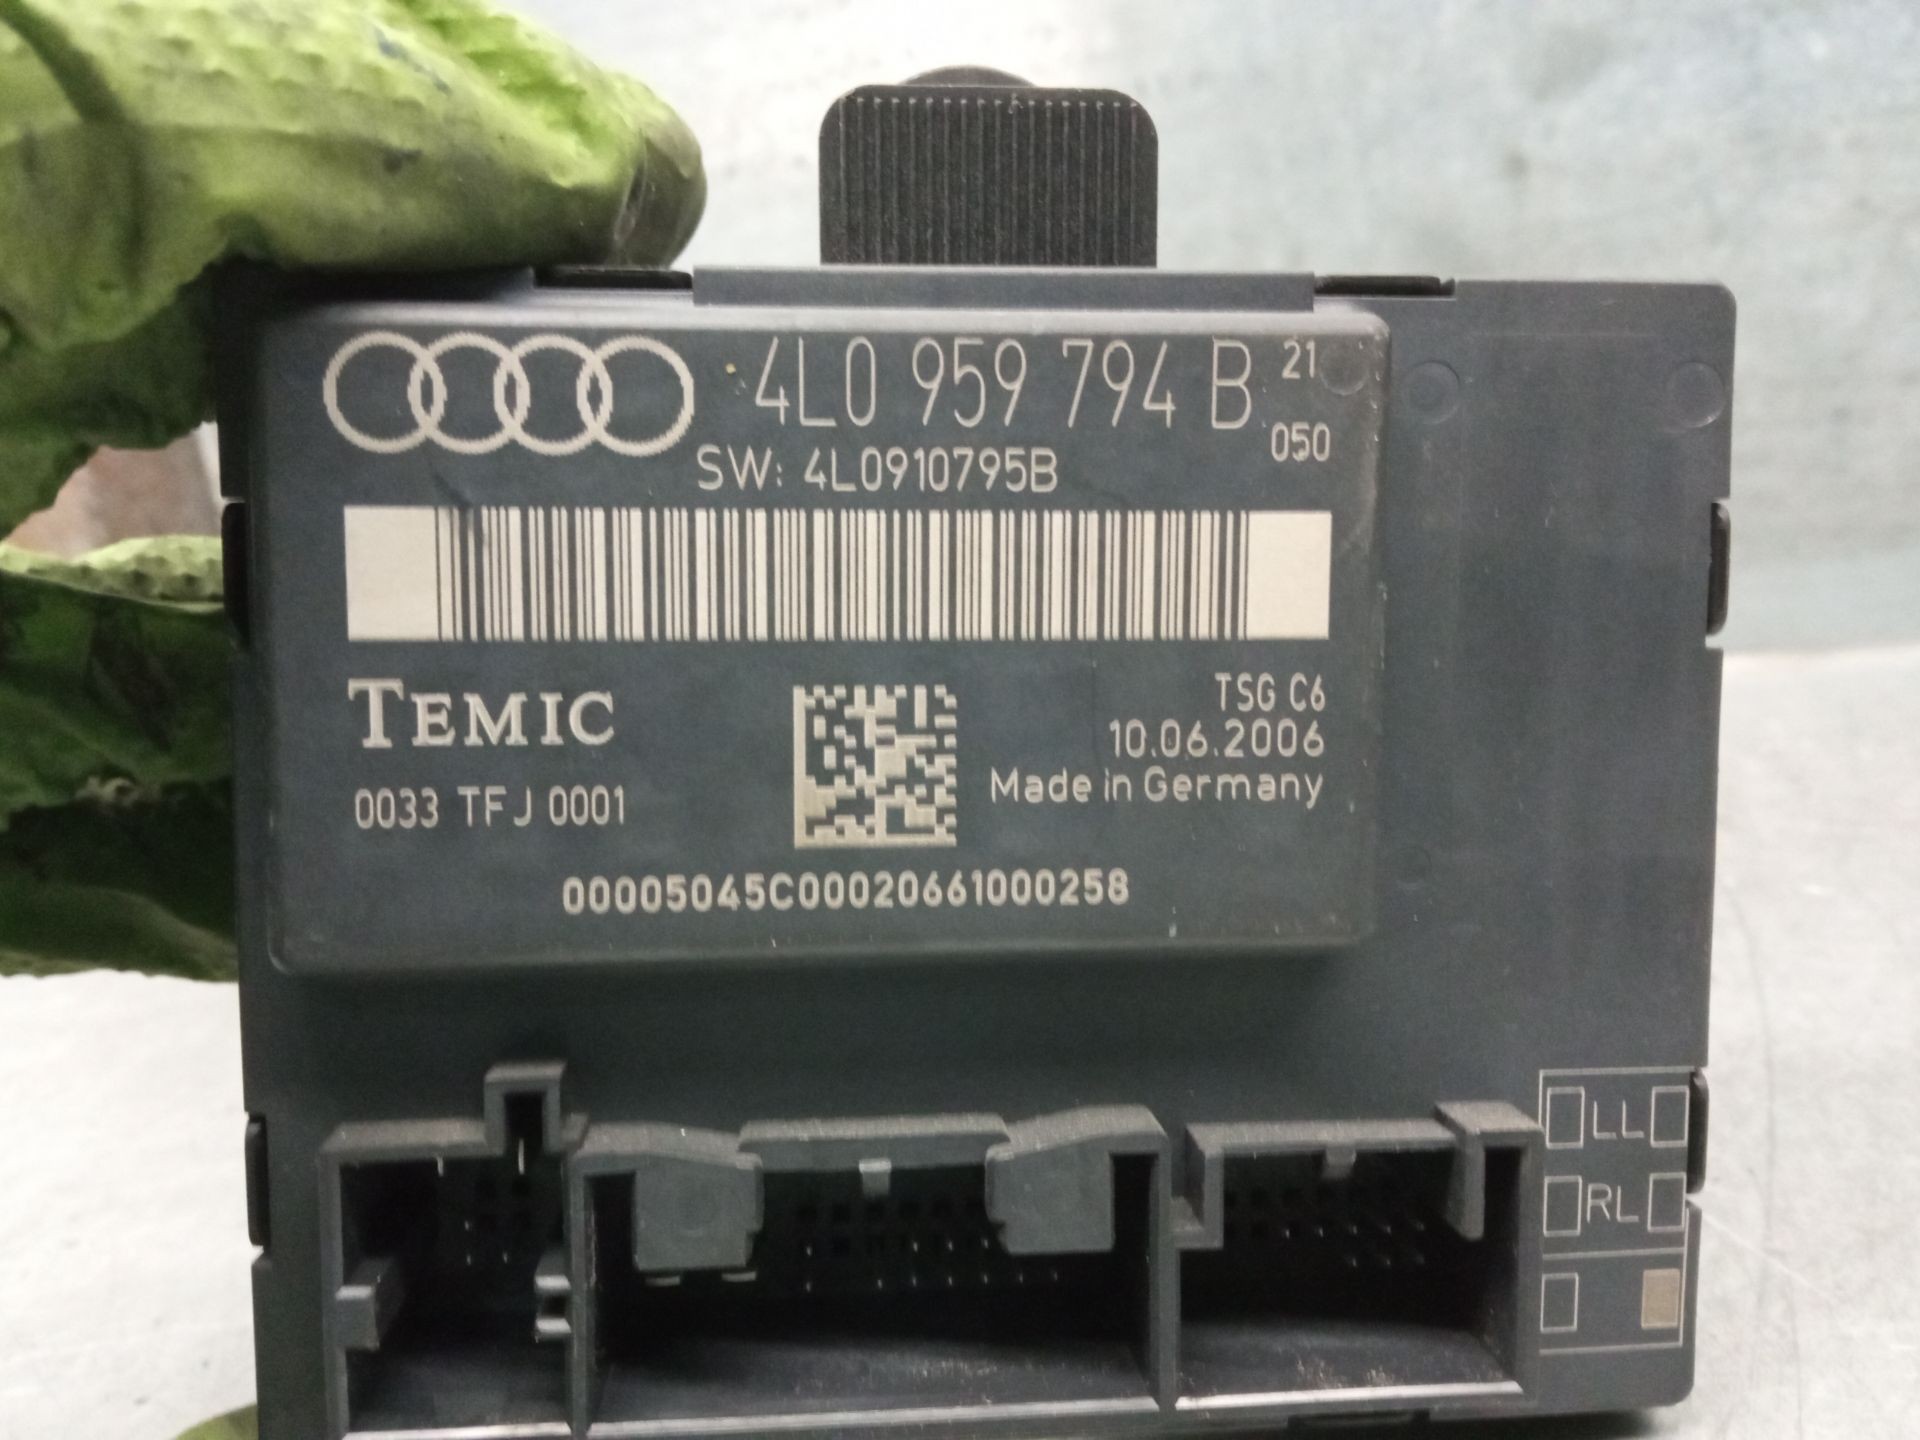 4L0 959 794 B 21
050
SW: 4L0910795B
TEMIC
TSG C6
10.06.2006
Made in Germany
0033 TFJ 0001
00005045C00020661000258
LL
RL